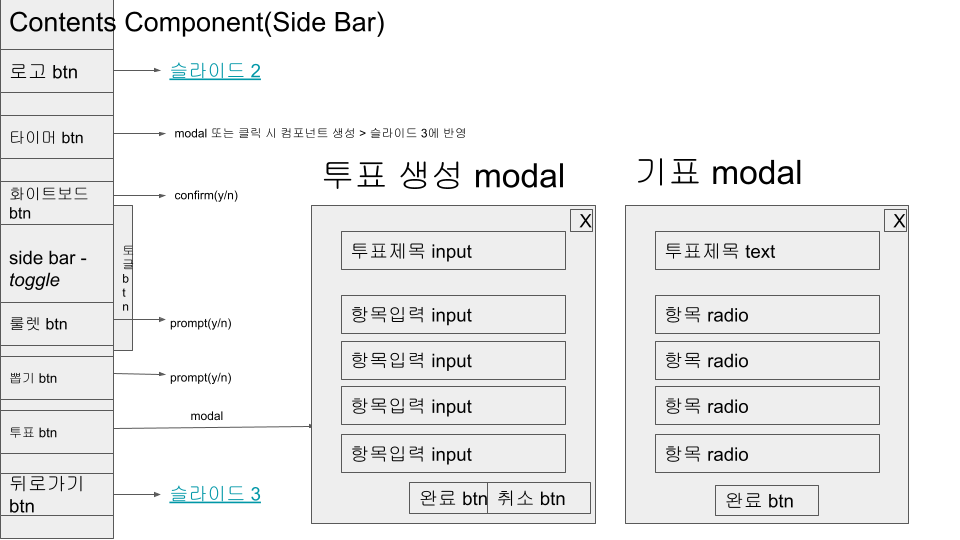 Contents Component(Side Bar)
로고 btn
슬라이드 2
타이머 btn
modal 또는 클릭 시 컴포넌트 생성 > 슬라이드 3에 반영
화이트보드
btn
confirm(y/n)
side bar -
toggle
토
글
b
t
n
룰렛 btn
prompt(y/n)
뽑기 btn
prompt(y/n)
투표 btn
modal
뒤로가기
btn
슬라이드 3
투표 생성 modal
X
투표제목 input
항목입력 input
항목입력 input
항목입력 input
항목입력 input
완료 btn
취소 btn
기표 modal
X
투표제목 text
항목 radio
항목 radio
항목 radio
항목 radio
완료 btn